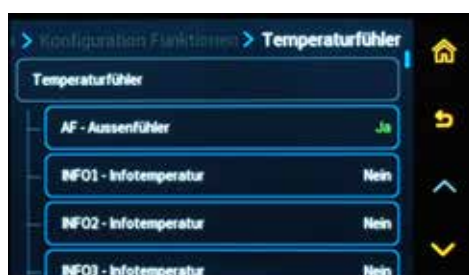 > Konfiguration Funktionen > Temperaturfühler
Temperaturfühler
AF - Aussenfühler Ja
INFO1 - Infotemperatur Nein
INFO2 - Infotemperatur Nein
INFO3 - Infotemperatur Nein